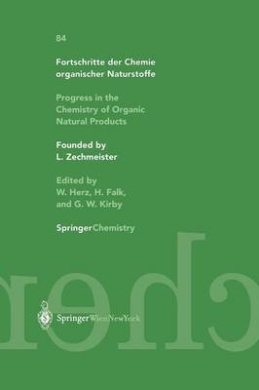 84
Fortschritte der Chemie
organischer Naturstoffe
Progress in the
Chemistry of Organic
Natural Products
Founded by
L. Zechmeister
Edited by
W. Herz, H. Falk,
and G. W. Kirby
SpringerChemistry
SpringerWienNewYork